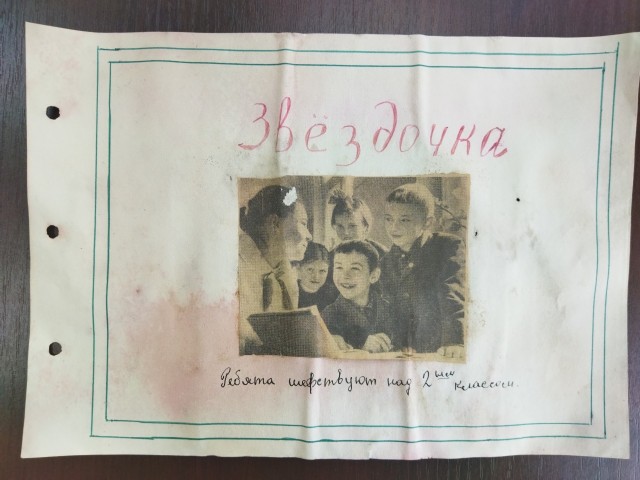 Звёздочка
Ребята шефствуют над 2ым классом.